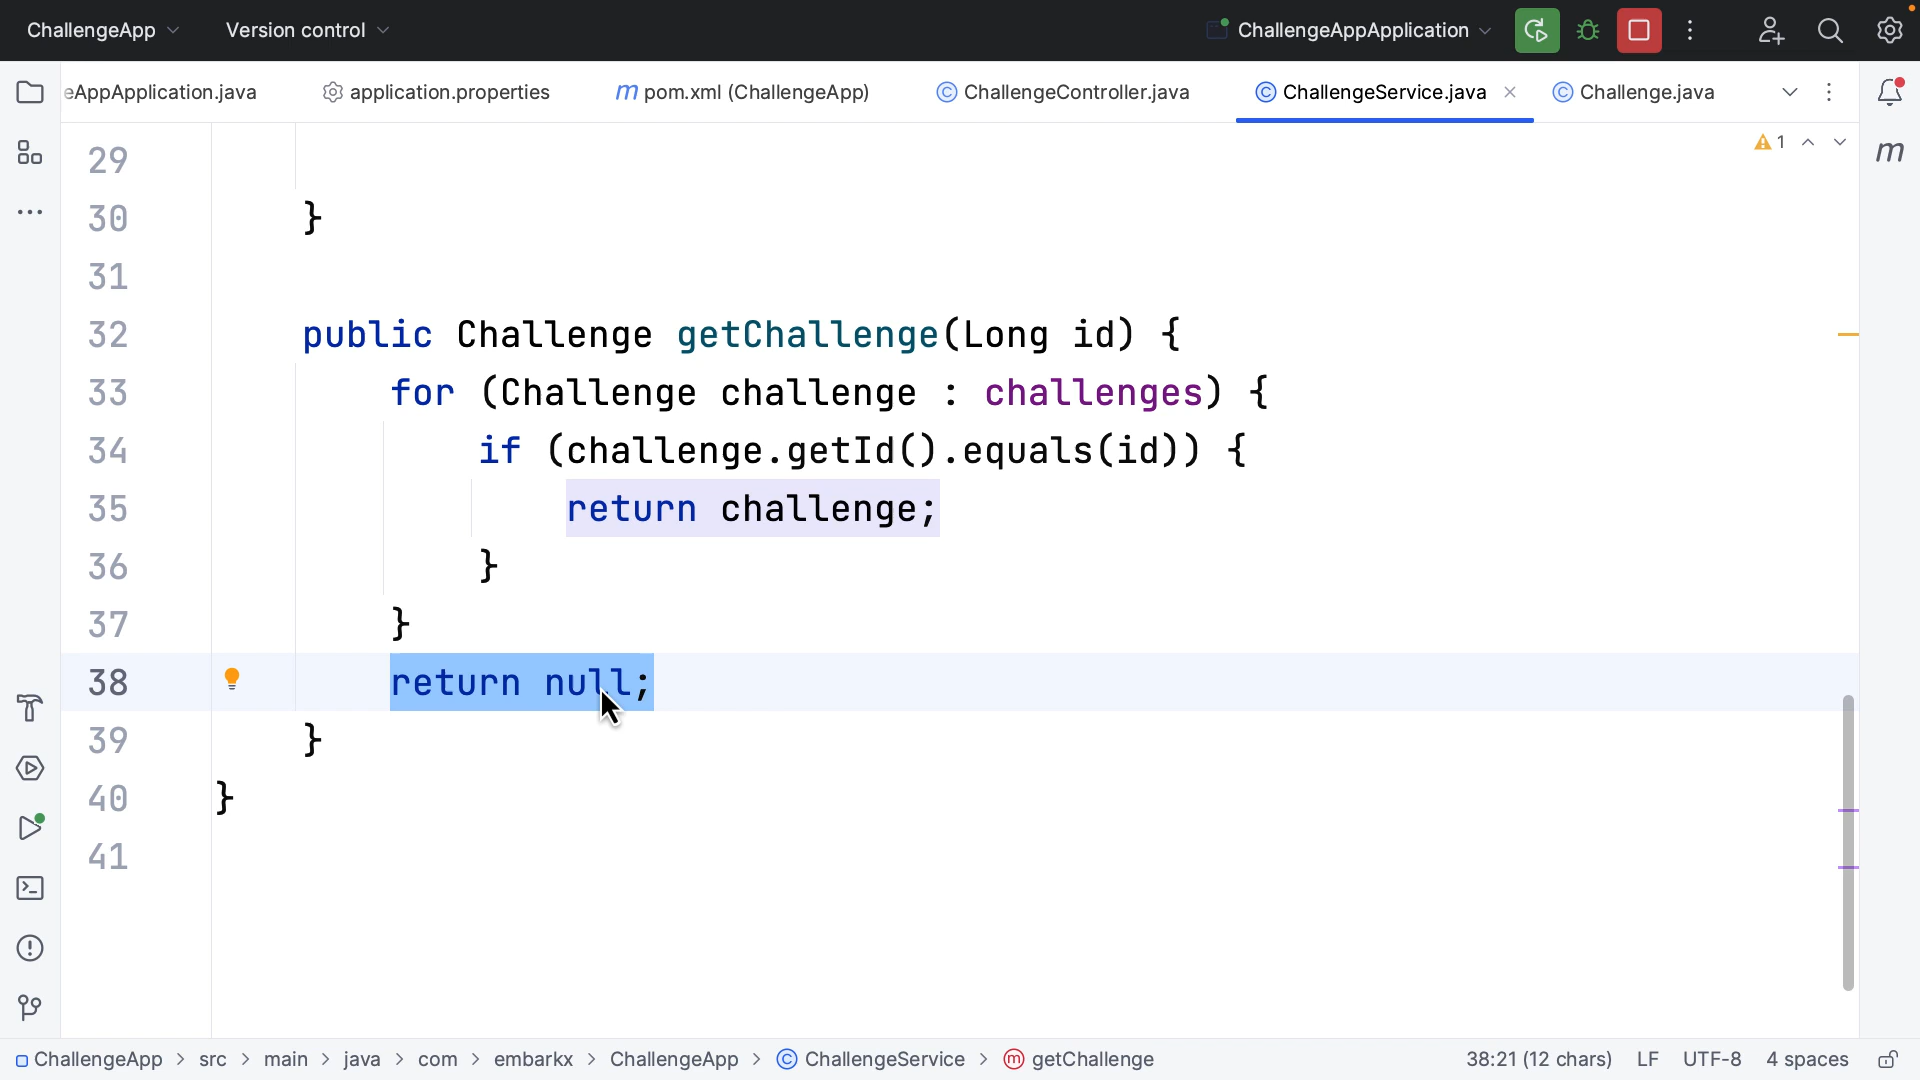 ChallengeApp Version control ChallengeAppApplication
eAppApplication.java application.properties m pom.xml (ChallengeApp) ChallengeController.java ChallengeService.java Challenge.java
1
m
29
30 }
31
32 public Challenge getChallenge(Long id) {
33 for (Challenge challenge : challenges) {
34 if (challenge.getId().equals(id)) {
35 return challenge;
36 }
37 }
38 return null;
39 }
40 }
41
ChallengeApp > src > main > java > com > embarkx > ChallengeApp > C ChallengeService > m getChallenge 38:21 (12 chars) LF UTF-8 4 spaces